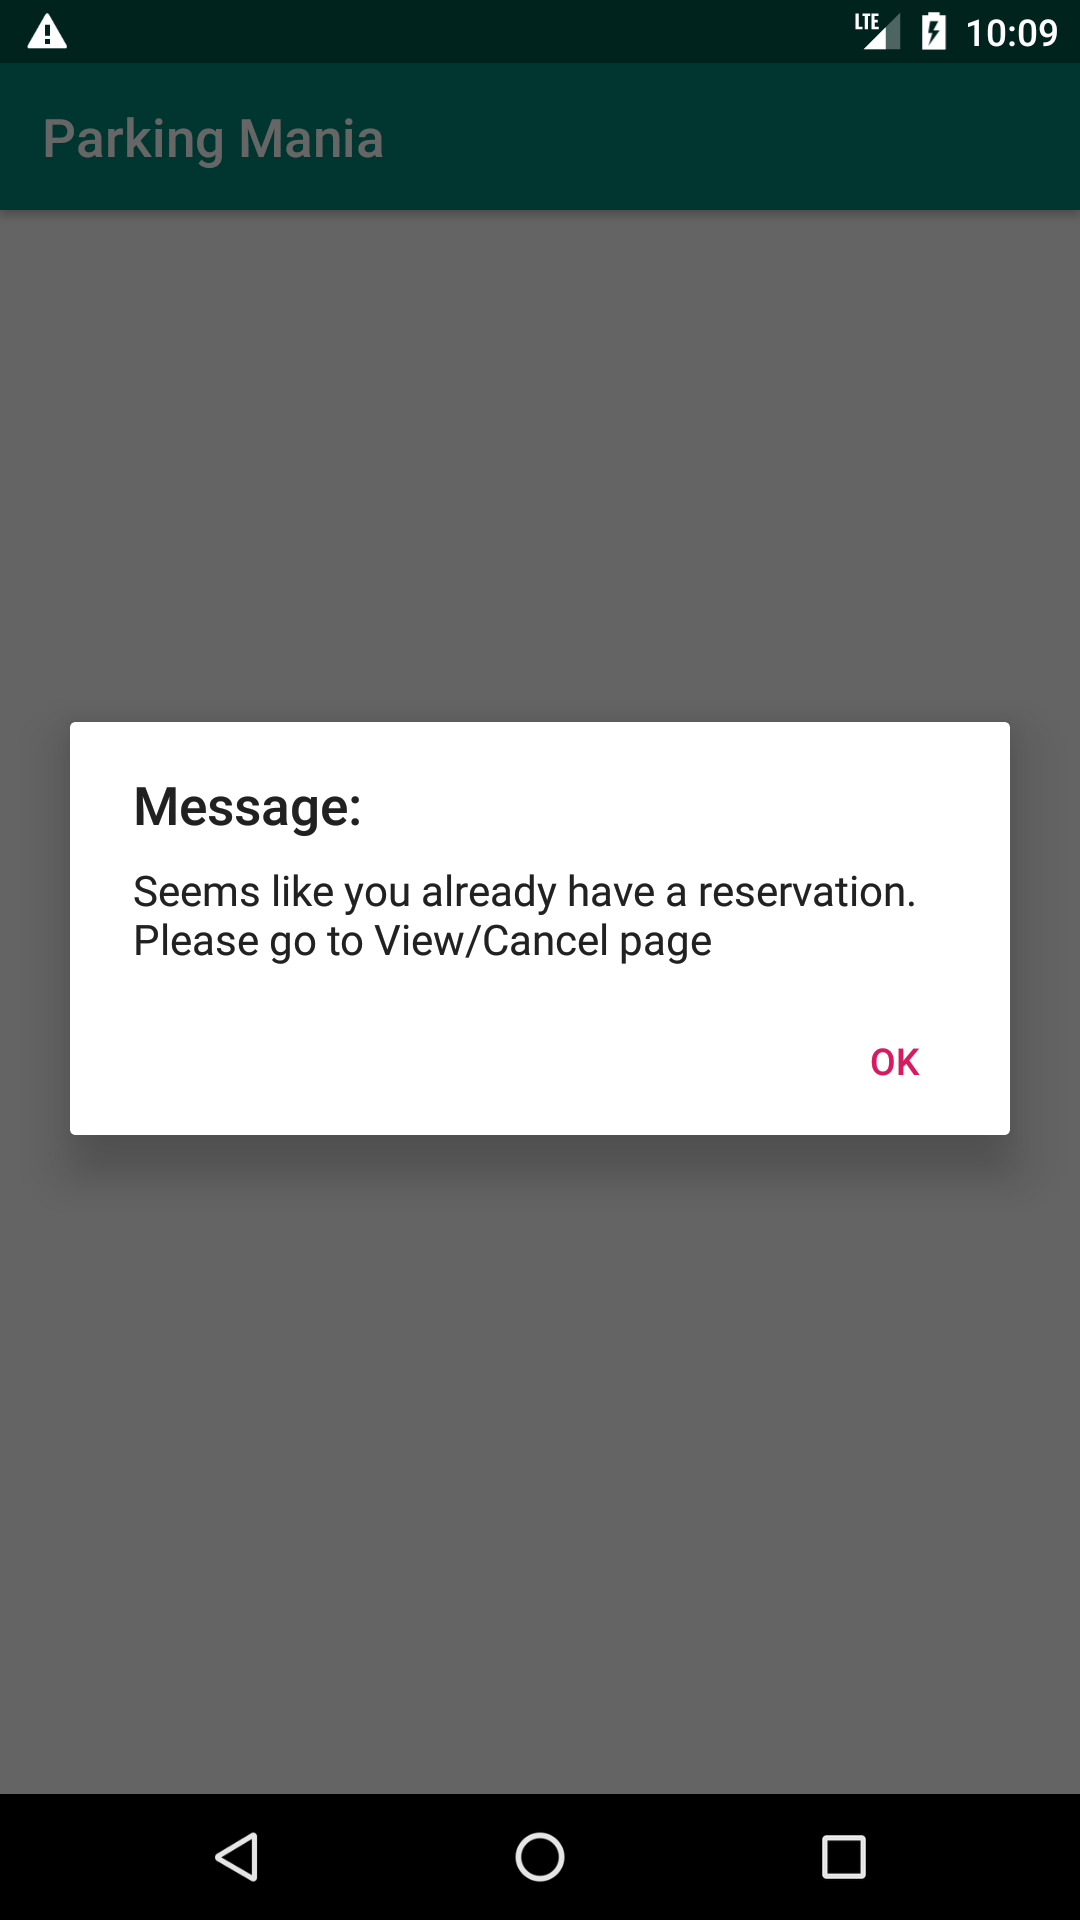 LTE 10:09
Parking Mania
Message:
Seems like you already have a reservation.
Please go to View/Cancel page
OK